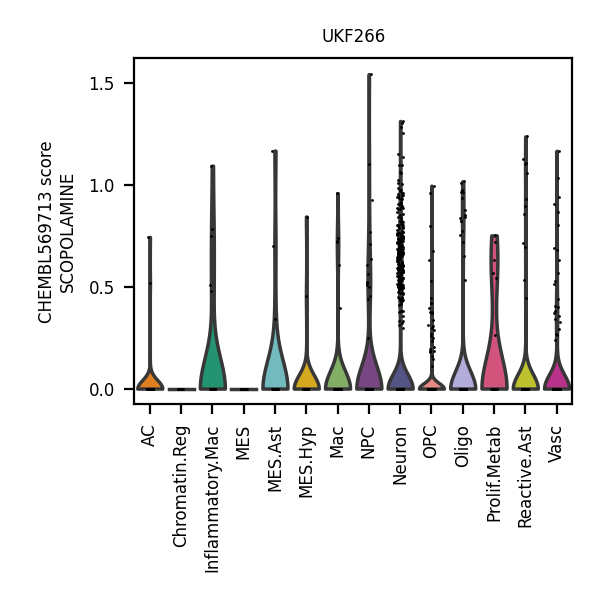 UKF266
CHEMBL569713 score
SCOPOLAMINE
1.5
1.0
0.5
0.0
AC
Chromatin.Reg
Inflammatory.Mac
MES
MES.Ast
MES.Hyp
Mac
NPC
Neuron
OPC
Oligo
Prolif.Metab
Reactive.Ast
Vasc